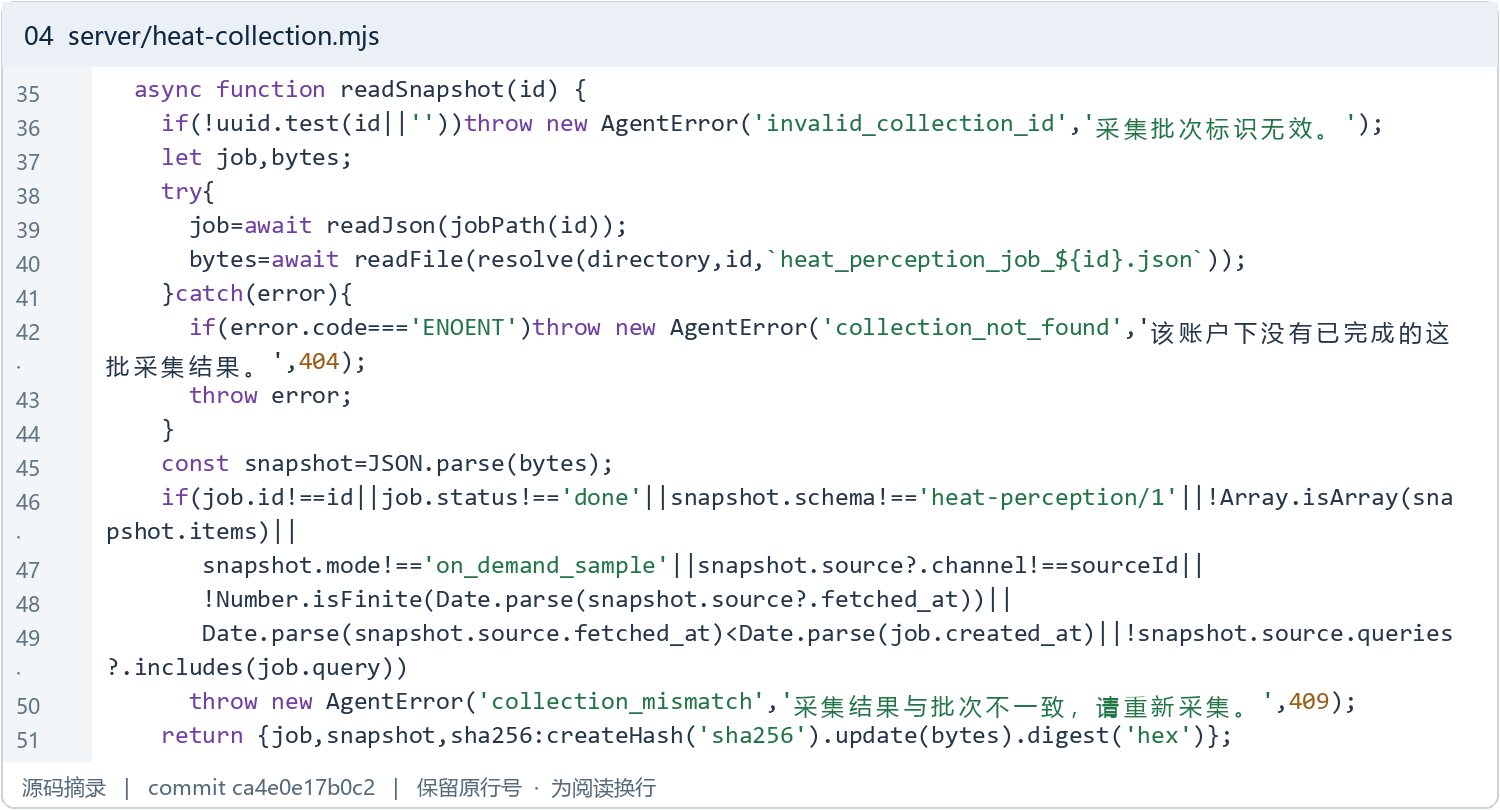 04 server/heat-collection.mjs
35 async function readSnapshot(id) {
36 if(!uuid.test(id||''))throw new AgentError('invalid_collection_id','采集批次标识无效。');
37 let job,bytes;
38 try{
39 job=await readJson(jobPath(id));
40 bytes=await readFile(resolve(directory,id,`heat_perception_job_${id}.json`));
41 }catch(error){
42 if(error.code==='ENOENT')throw new AgentError('collection_not_found','该账户下没有已完成的这
· 批采集结果。',404);
43 throw error;
44 }
45 const snapshot=JSON.parse(bytes);
46 if(job.id!==id||job.status!=='done'||snapshot.schema!=='heat-perception/1'||!Array.isArray(sna
· pshot.items)||
47 snapshot.mode!=='on_demand_sample'||snapshot.source?.channel!==sourceId||
48 !Number.isFinite(Date.parse(snapshot.source?.fetched_at))||
49 Date.parse(snapshot.source.fetched_at)<Date.parse(job.created_at)||!snapshot.source.queries
· ?.includes(job.query))
50 throw new AgentError('collection_mismatch','采集结果与批次不一致，请重新采集。',409);
51 return {job,snapshot,sha256:createHash('sha256').update(bytes).digest('hex')};
源码摘录 | commit ca4e0e17b0c2 | 保留原行号 · 为阅读换行